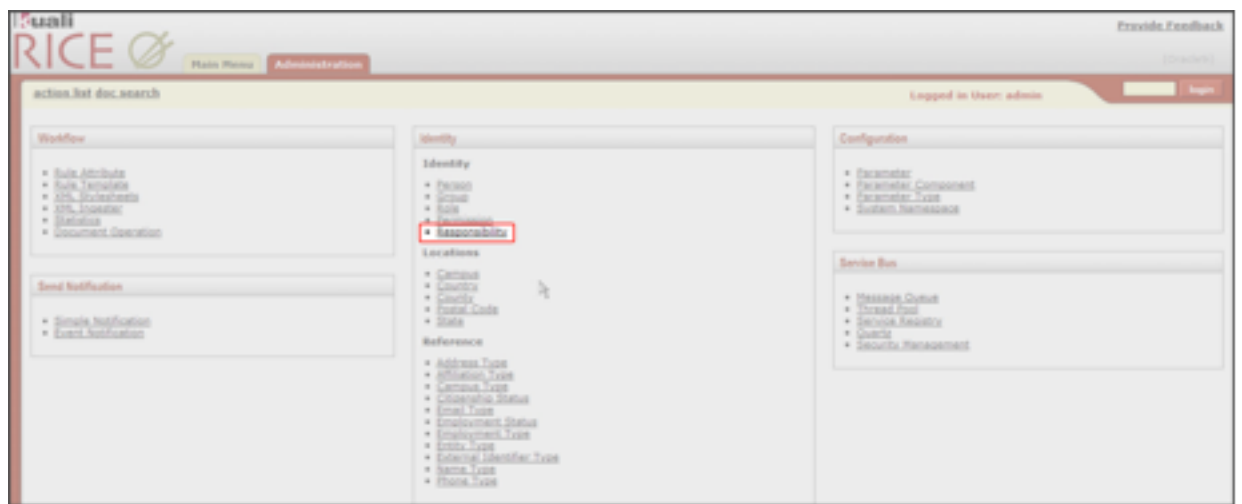 Kuali
RICE
Provide Feedback
Main Menu
Administration
action list doc search
Logged in User: admin
login
Workflow
Rule Attribute
Rule Template
XML Stylesheets
XML Ingester
Statistics
Document Operation
Send Notification
Simple Notification
Event Notification
Identity
Identity
Person
Group
Role
Permission
Responsibility
Locations
Campus
Country
County
Postal Code
State
Reference
Address Type
Affiliation Type
Campus Type
Citizenship Status
Email Type
Employment Status
Employment Type
Entity Type
External Identifier Type
Name Type
Phone Type
Configuration
Parameter
Parameter Component
Parameter Type
System Namespace
Service Bus
Message Queue
Thread Pool
Service Registry
Quartz
Security Management